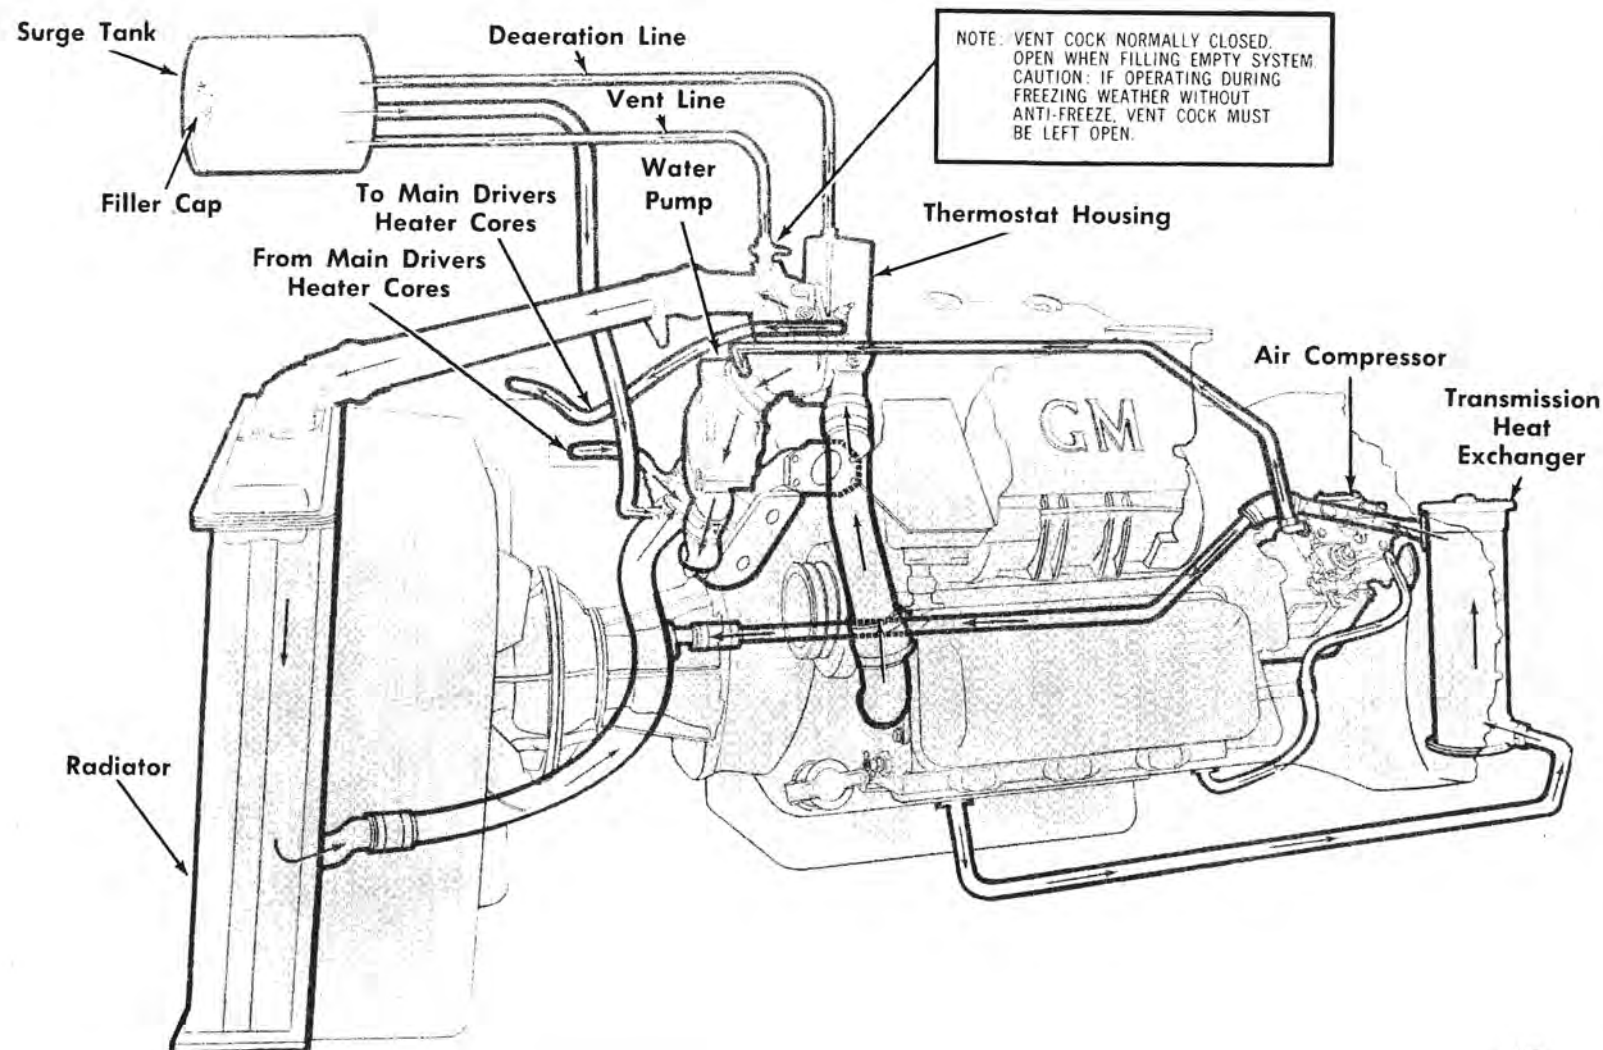 Surge Tank
Deaeration Line
Vent Line
NOTE: VENT COCK NORMALLY CLOSED.
OPEN WHEN FILLING EMPTY SYSTEM.
CAUTION: IF OPERATING DURING
FREEZING WEATHER WITHOUT
ANTI-FREEZE, VENT COCK MUST
BE LEFT OPEN.
Filler Cap
To Main Drivers
Heater Cores
Water
Pump
Thermostat Housing
From Main Drivers
Heater Cores
Air Compressor
GM
Transmission
Heat
Exchanger
Radiator